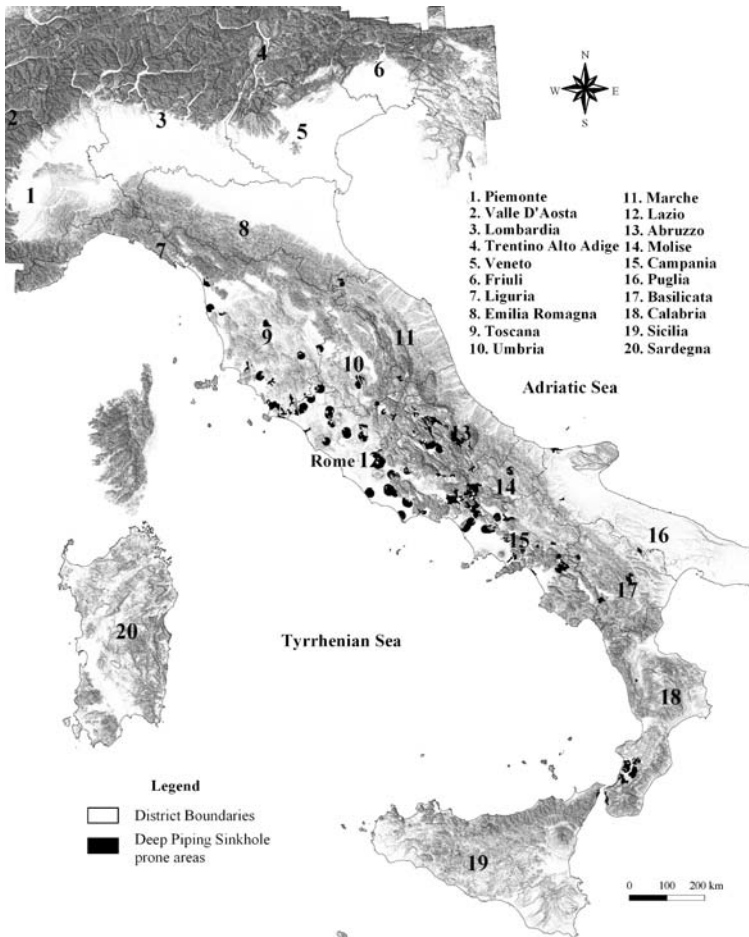 4
6
N
W E
S
2
3
5
1
1. Piemonte
2. Valle D'Aosta
3. Lombardia
4. Trentino Alto Adige
5. Veneto
6. Friuli
7. Liguria
8. Emilia Romagna
9. Toscana
10. Umbria
11. Marche
12. Lazio
13. Abruzzo
14. Molise
15. Campania
16. Puglia
17. Basilicata
18. Calabria
19. Sicilia
20. Sardegna
8
7
9
11
10
Adriatic Sea
13
Rome 12
14
16
15
17
20
Tyrrhenian Sea
18
Legend
District Boundaries
Deep Piping Sinkhole
prone areas
19
0 100 200 km